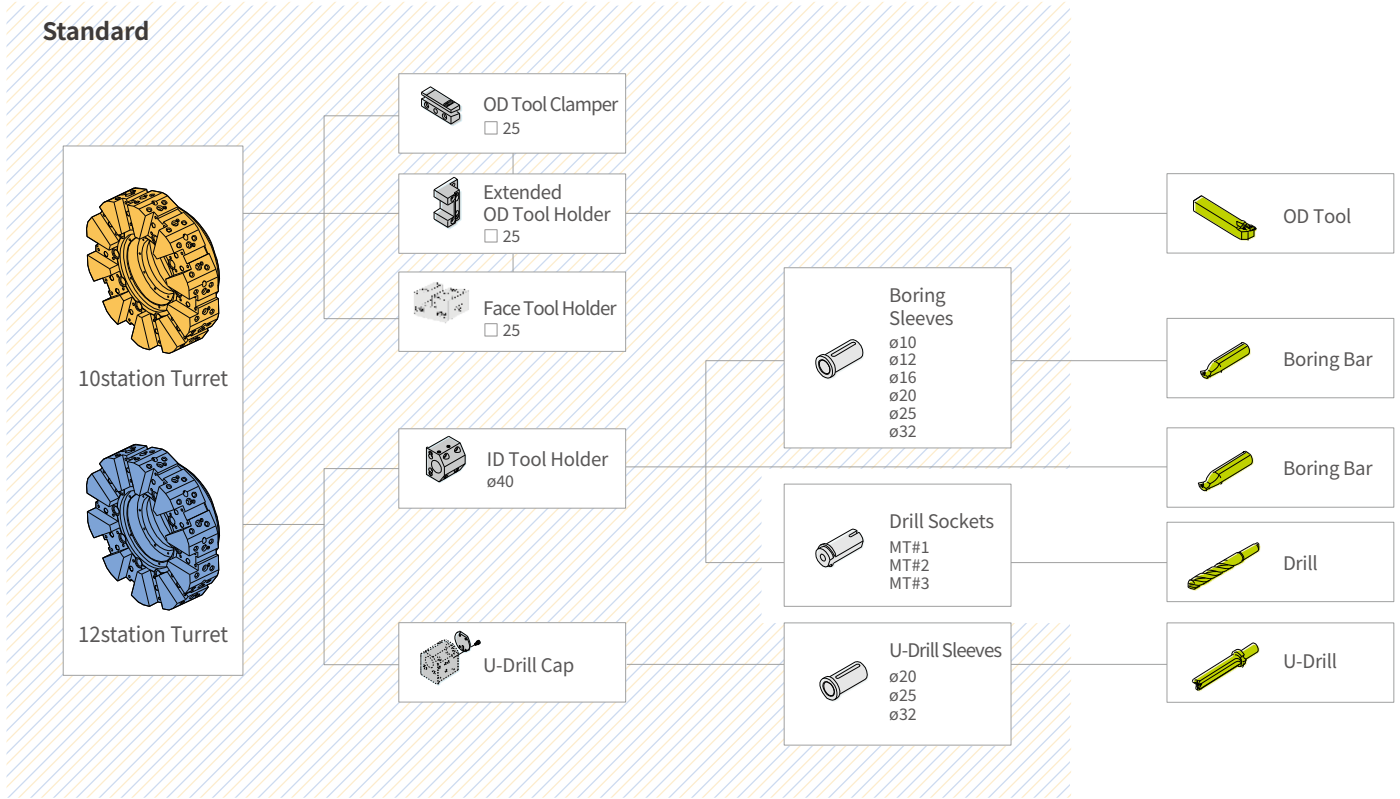 Standard
10station Turret
12station Turret
OD Tool Clamper
□ 25
Extended
OD Tool Holder
□ 25
Face Tool Holder
□ 25
ID Tool Holder
ø40
U-Drill Cap
Boring
Sleeves
ø10
ø12
ø16
ø20
ø25
ø32
Drill Sockets
MT#1
MT#2
MT#3
U-Drill Sleeves
ø20
ø25
ø32
OD Tool
Boring Bar
Boring Bar
Drill
U-Drill